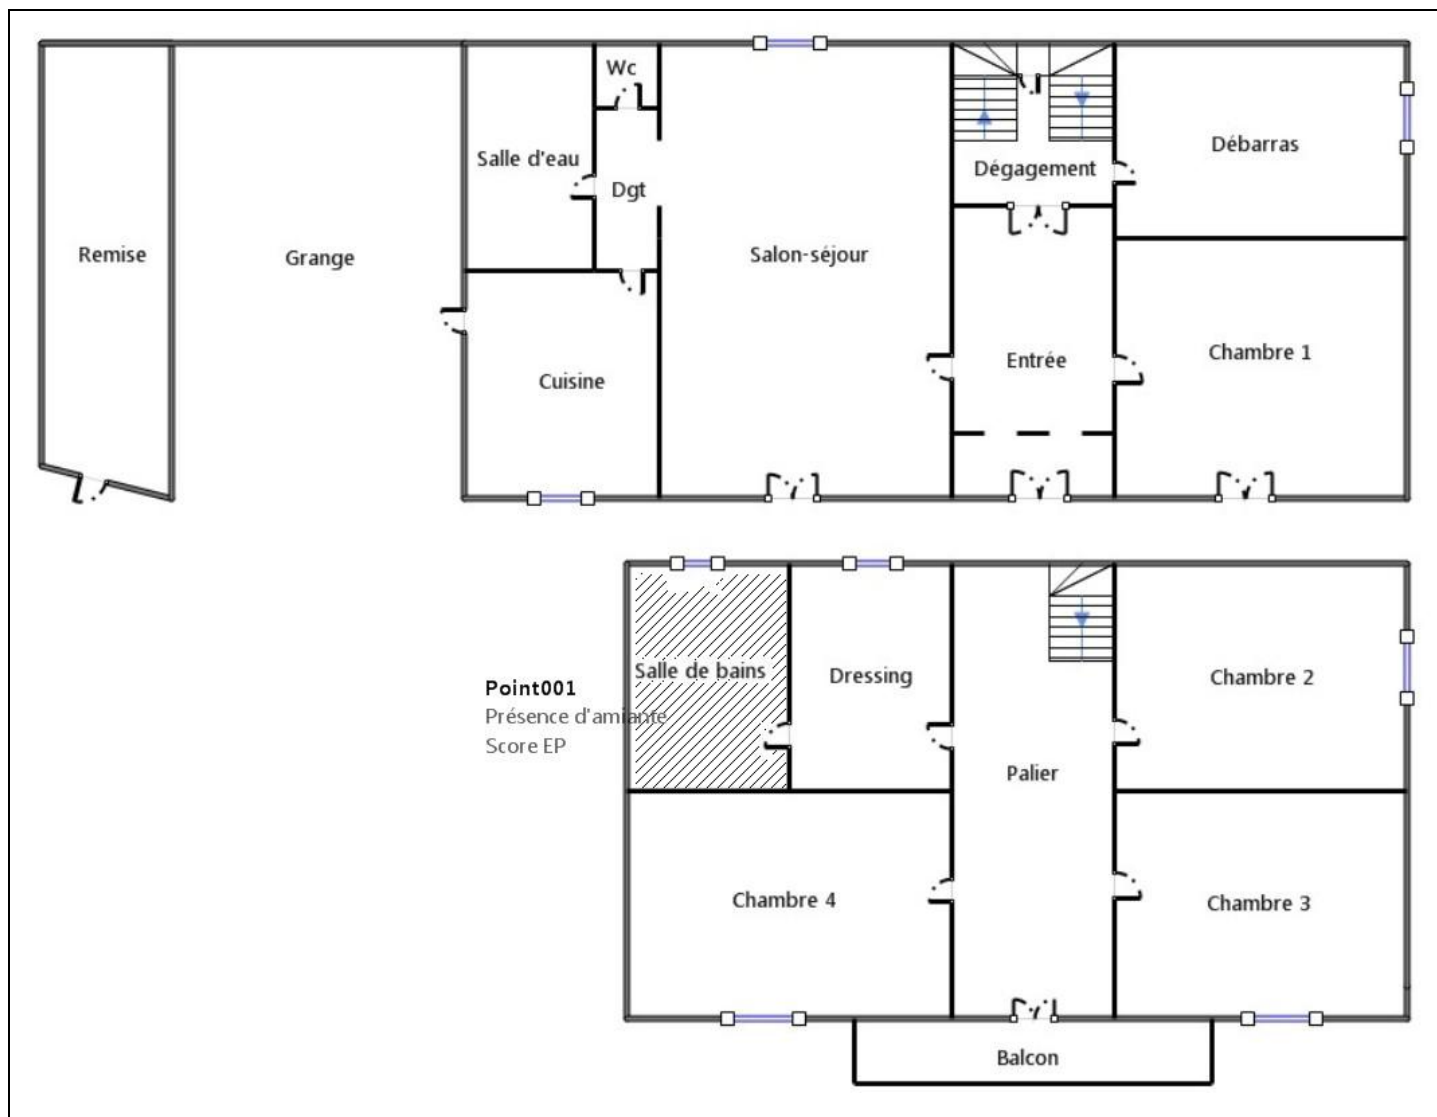 Wc
Salle d'eau
Dgt
Dégagement
Débarras
Remise
Grange
Salon-séjour
Cuisine
Entrée
Chambre 1
Salle de bains
Dressing
Chambre 2
Point001
Présence d'amiante
Score EP
Palier
Chambre 4
Chambre 3
Balcon